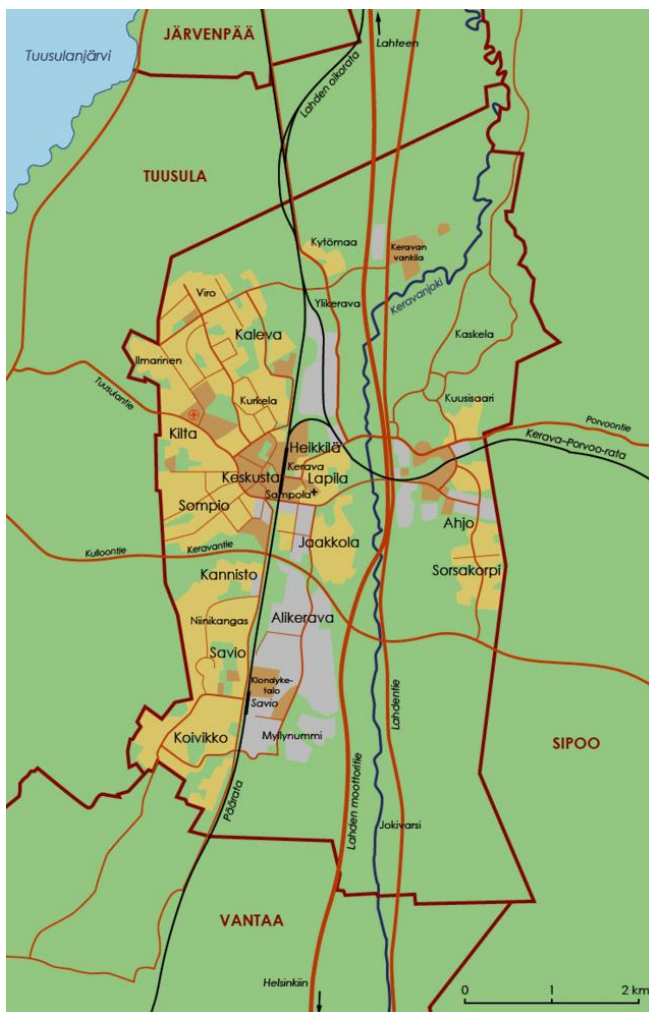 JÄRVENPÄÄ
Lahteen
Tuusulanjärvi
Lahden oikorata
TUUSULA
Kytömaa
Keravan
vankila
Viro
Ylikerava
Keravanjoki
Kaleva
Kaskela
Ilmarinen
Tuusulantie
Kurkela
Kuusisaari
Porvoontie
Kilta
Heikkilä
Kerava-Porvoo-rata
Kerava
Keskusta
Lapila
Sampola
Sompio
Ahjo
Jaakkola
Kulloontie
Keravantie
Kannisto
Sorsakorpi
Niinikangas
Alikerava
Savio
Klondyke-
talo
Savio
Lahdentie
Koivikko
Myllynummi
SIPOO
Päärata
Lahden moottoritie
Jokivarsi
VANTAA
Helsinkiin
0 1 2 km